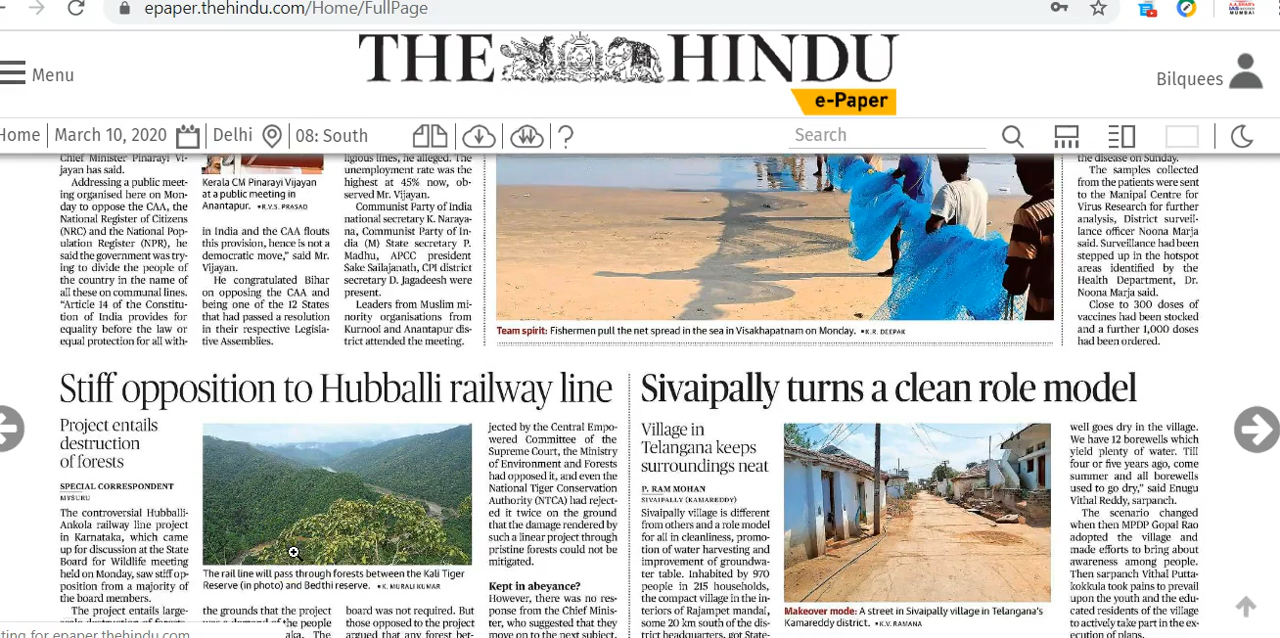 epaper.thehindu.com/Home/FullPage
THE HINDU
e-Paper
Menu
Bilquees
Home
March 10, 2020
Delhi
08: South
?
Search
Chief Minister Pinarayi Vi-
jayan has said.
Addressing a public meet-
ing organised here on Mon-
day to oppose the CAA, the
National Register of Citizens
(NRC) and the National Pop-
ulation Register (NPR), he
said the government was try-
ing to divide the people of
the country in the name of
all these on communal lines.
“Article 14 of the Constitu-
tion of India provides for
equality before the law or
equal protection for all with-
Kerala CM Pinarayi Vijayan
at a public meeting in
Anantapur. •K.V.S. PRASAD
in India and the CAA flouts
this provision, hence is not a
democratic move,” said Mr.
Vijayan.
He congratulated Bihar
on opposing the CAA and
being one of the 12 States
that had passed a resolution
in their respective Legisla-
tive Assemblies.
ligious lines, he alleged. The
unemployment rate was the
highest at 45% now, ob-
served Mr. Vijayan.
Communist Party of India
national secretary K. Naraya-
na, Communist Party of In-
dia (M) State secretary P.
Madhu, APCC president
Sake Sailajanath, CPI district
secretary D. Jagadeesh were
present.
Leaders from Muslim mi-
nority organisations from
Kurnool and Anantapur dis-
trict attended the meeting.
Team spirit: Fishermen pull the net spread in the sea in Visakhapatnam on Monday. •K.R. DEEPAK
the disease on Sunday.
The samples collected
from the patients were sent
to the Manipal Centre for
Virus Research for further
analysis, District surveil-
lance officer Noona Marja
said. Surveillance had been
stepped up in the hotspot
areas identified by the
Health Department, Dr.
Noona Marja said.
Close to 300 doses of
vaccines had been stocked
and a further 1,000 doses
had been ordered.
Stiff opposition to Hubballi railway line
Project entails
destruction
of forests
SPECIAL CORRESPONDENT
MYSURU
The controversial Hubballi-
Ankola railway line project
in Karnataka, which came
up for discussion at the State
Board for Wildlife meeting
held on Monday, saw stiff op-
position from a majority of
the board members.
The project entails large-
The rail line will pass through forests between the Kali Tiger
Reserve (in photo) and Bedthi reserve. •K. MURALI KUMAR
the grounds that the project
the people
The
board was not required. But
those opposed to the project
argued that any forest bet-
jected by the Central Empo-
wered Committee of the
Supreme Court, the Ministry
of Environment and Forests
had opposed it, and even the
National Tiger Conservation
Authority (NTCA) had reject-
ed it twice on the ground
that the damage rendered by
such a linear project through
pristine forests could not be
mitigated.
Kept in abeyance?
However, there was no res-
ponse from the Chief Minis-
ter, who suggested that they
move on to the next subject.
Sivaipally turns a clean role model
Village in
Telangana keeps
surroundings neat
P. RAM MOHAN
SIVAIPALLY (KAMAREDDY)
Sivaipally village is different
from others and a role model
for all in cleanliness, promo-
tion of water harvesting and
improvement of groundwa-
ter table. Inhabited by 970
people in 215 households,
the compact village in the in-
teriors of Rajampet mandal,
some 20 km south of the dis-
trict headquarters, got State-
Makeover mode: A street in Sivaipally village in Telangana’s
Kamareddy district. •K.V. RAMANA
well goes dry in the village.
We have 12 borewells which
yield plenty of water. Till
four or five years ago, come
summer and all borewells
used to go dry,” said Enugu
Vithal Reddy, sarpanch.
The scenario changed
when then MPDP Gopal Rao
adopted the village and
made efforts to bring about
awareness among people.
Then sarpanch Vithal Putta-
kokkula took pains to prevail
upon the youth and the edu-
cated residents of the village
to actively take part in the ex-
ecution of plans.
ting for epaper.thehindu.com